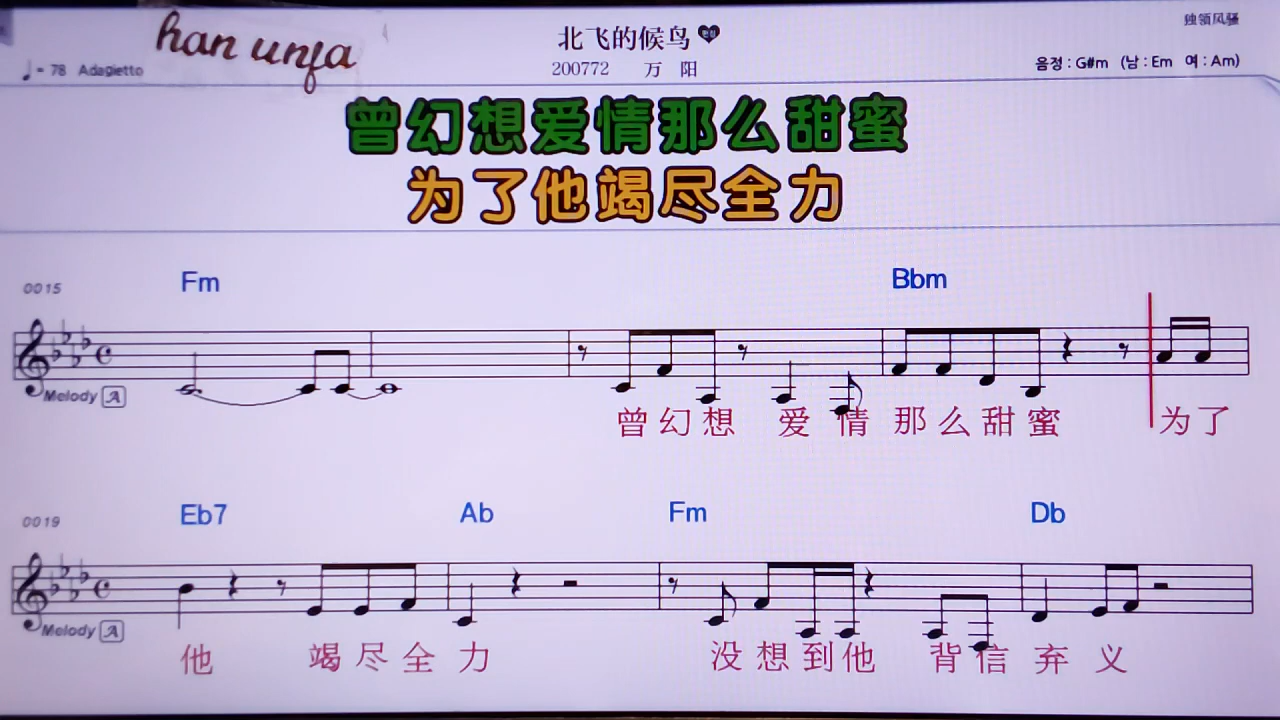 han unfa
北飞的候鸟
独领风骚
♩= 78 Adagietto
200772 万 阳
음정 : G#m (남 : Em 여 : Am)
曾幻想爱情那么甜蜜
为了他竭尽全力
0015 Fm Bbm
Melody A
曾 幻 想 爱 情 那 么 甜 蜜 为 了
0019 Eb7 Ab Fm Db
Melody A
他 竭 尽 全 力 没 想 到 他 背 信 弃 义